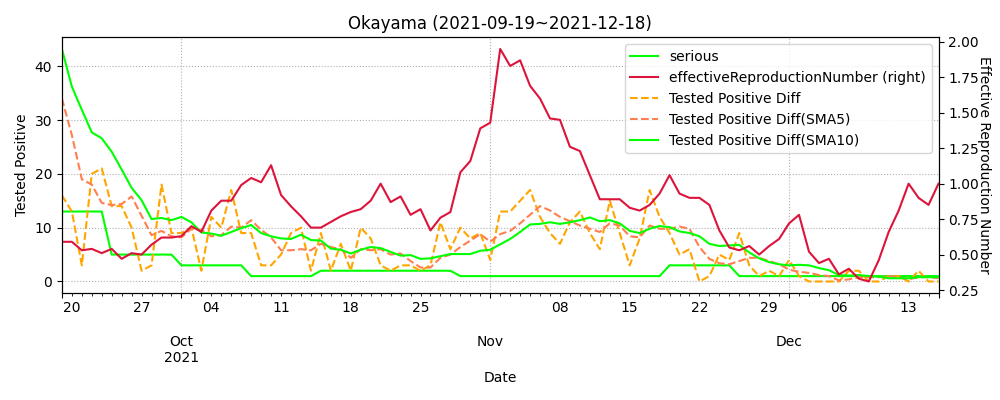 Okayama (2021-09-19~2021-12-18)
Tested Positive
40
30
20
10
0
serious
effectiveReproductionNumber (right)
Tested Positive Diff
Tested Positive Diff(SMA5)
Tested Positive Diff(SMA10)
2.00
1.75
1.50
1.25
1.00
0.75
0.50
0.25
Effective Reproduction Number
20 27 04 11 18 25 08 15 22 29 06 13
Oct Nov Dec
2021
Date